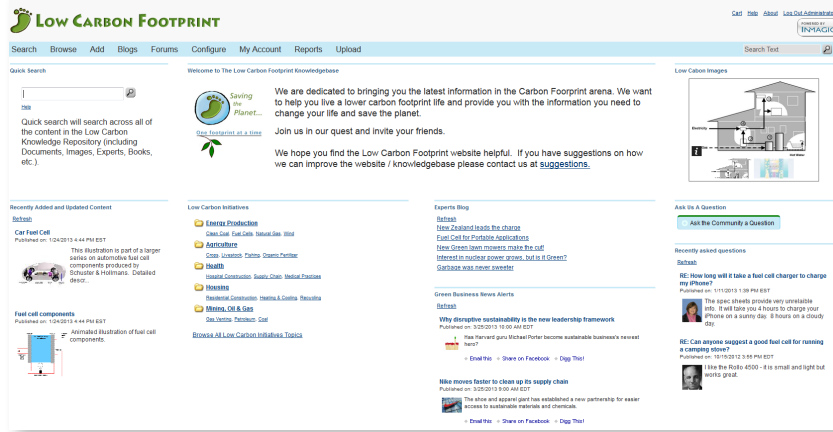 Low Carbon Footprint
Cart Help About Log Out Administrator
POWERED BY
INMAGIC
Search Browse Add Blogs Forums Configure My Account Reports Upload
Search Text
Quick Search
Help
Quick search will search across all of
the content in the Low Carbon
Knowledge Repository (including
Documents, Images, Experts, Books,
etc.).
Welcome to The Low Carbon Footprint Knowledgebase
Saving
the
Planet...
One footprint at a time
We are dedicated to bringing you the latest information in the Carbon Foorprint arena. We want
to help you live a lower carbon footprint life and provide you with the information you need to
change your life and save the planet.
Join us in our quest and invite your friends.
We hope you find the Low Carbon Footprint website helpful. If you have suggestions on how
we can improve the website / knowledgebase please contact us at suggestions.
Low Cabon Images
Electricity
Hot Water
Recently Added and Updated Content
Refresh
Car Fuel Cell
Published on: 1/24/2013 4:44 PM EST
This illustration is part of a larger
series on automotive fuel cell
components produced by
Schuster & Hollmans. Detailed
descr...
Fuel cell components
Published on: 1/24/2013 4:44 PM EST
Animated illustration of fuel cell
components.
Low Carbon Initiatives
Energy Production
Clean Coal, Fuel Cells, Natural Gas, Wind
Agriculture
Crops, Livestock, Fishing, Organic Fertilizer
Health
Hospital Construction, Supply Chain, Medical Practices
Housing
Residential Construction, Heating & Cooling, Recycling
Mining, Oil & Gas
Gas Venting, Petroleum, Coal
Browse All Low Carbon Initiatives Topics
Experts Blog
Refresh
New Zealand leads the charge
Fuel Cell for Portable Applications
New Green lawn mowers make the cut!
Interest in nuclear power grows, but is it Green?
Garbage was never sweeter
Green Business News Alerts
Refresh
Why disruptive sustainability is the new leadership framework
Published on: 3/25/2013 10:00 AM EDT
Has Harvard guru Michael Porter become sustainable business's newest
hero?
Email this Share on Facebook Digg This!
Nike moves faster to clean up its supply chain
Published on: 3/25/2013 9:00 AM EDT
The shoe and apparel giant has established a new partnership for easier
access to sustainable materials and chemicals.
Email this Share on Facebook Digg This!
Ask Us A Question
Ask the Community a Question
Recently asked questions
Refresh
RE: How long will it take a fuel cell charger to charge
my iPhone?
Published on: 1/11/2013 1:39 PM EST
The spec sheets provide very unrelaible
info. It will take you 4 hours to charge your
iPhone on a sunny day. 8 hours on a cloudy
day.
RE: Can anyone suggest a good fuel cell for running
a camping stove?
Published on: 10/19/2012 3:56 PM EDT
I like the Rollo 4500 - it is small and light but
works great.